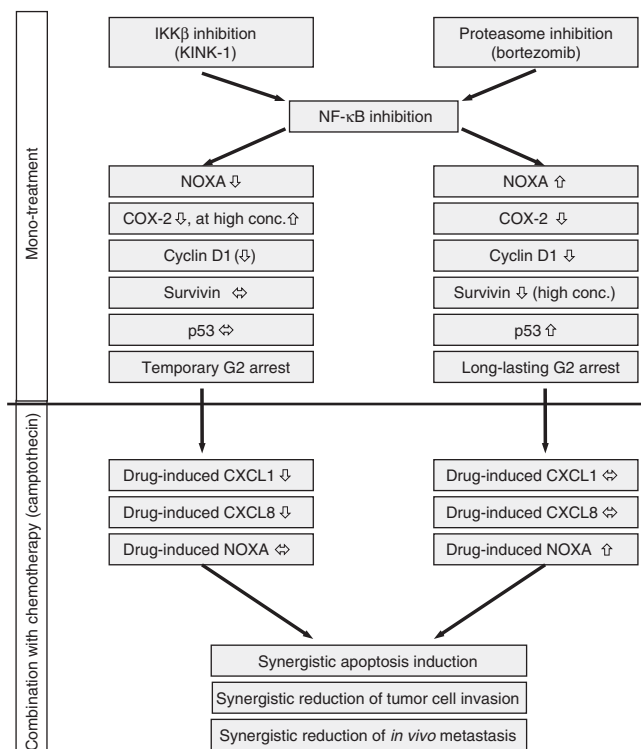 IKKβ inhibition
(KINK-1)
Proteasome inhibition
(bortezomib)
NF-κB inhibition
Mono-treatment
NOXA ⇩
COX-2 ⇩, at high conc. ⇧
Cyclin D1 (⇩)
Survivin ⬄
p53 ⬄
Temporary G2 arrest
NOXA ⇧
COX-2 ⇩
Cyclin D1 ⇩
Survivin ⇩ (high conc.)
p53 ⇧
Long-lasting G2 arrest
Combination with chemotherapy (camptothecin)
Drug-induced CXCL1 ⇩
Drug-induced CXCL8 ⇩
Drug-induced NOXA ⬄
Drug-induced CXCL1 ⬄
Drug-induced CXCL8 ⬄
Drug-induced NOXA ⇧
Synergistic apoptosis induction
Synergistic reduction of tumor cell invasion
Synergistic reduction of in vivo metastasis